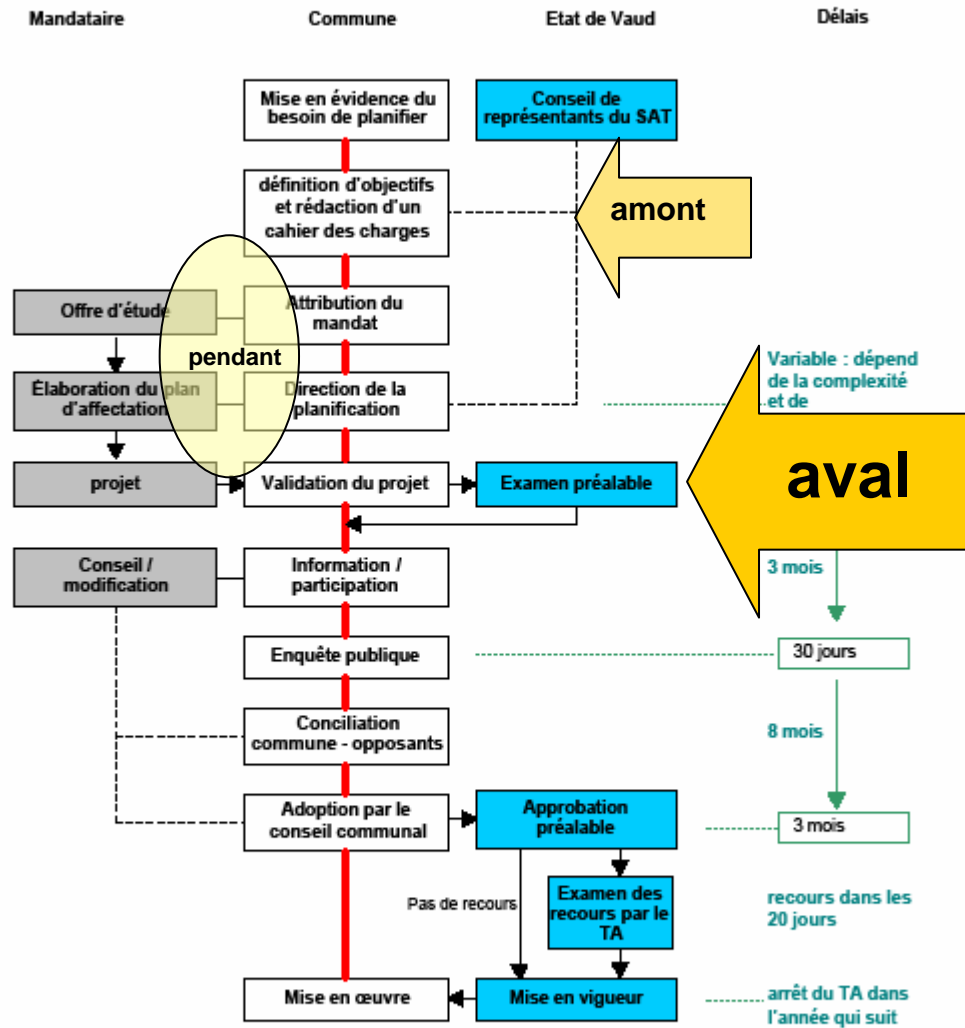 Mandataire
Commune
Etat de Vaud
Délais
Mise en évidence du
besoin de planifier
Conseil de
représentants du SAT
définition d'objectifs
et rédaction d'un
cahier des charges
amont
Offre d'étude
Attribution du
mandat
pendant
Élaboration du plan
d'affectation
Direction de la
planification
Variable : dépend
de la complexité
et de
projet
Validation du projet
Examen préalable
aval
Conseil /
modification
Information /
participation
3 mois
Enquête publique
30 jours
Conciliation
commune - opposants
8 mois
Adoption par le
conseil communal
Approbation
préalable
3 mois
Pas de recours
Examen des
recours par le
TA
recours dans les
20 jours
Mise en œuvre
Mise en vigueur
arrêt du TA dans
l'année qui suit